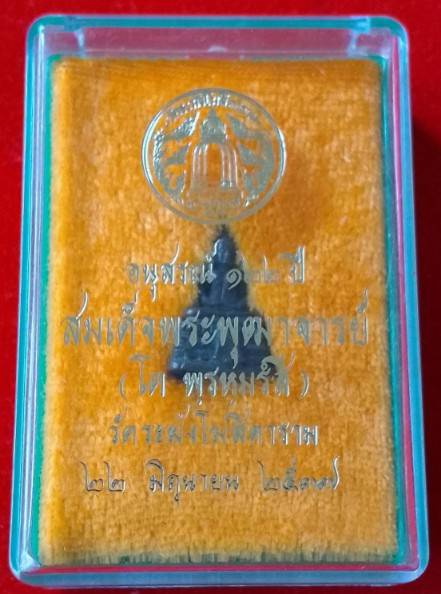 อนุสรณ์ ๑๒๒ ปี
สมเด็จพระพุฒาจารย์
(โต พฺรหฺมรํสี)
วัดระฆังโฆสิตาราม
๒๒ มิถุนายน ๒๕๓๗